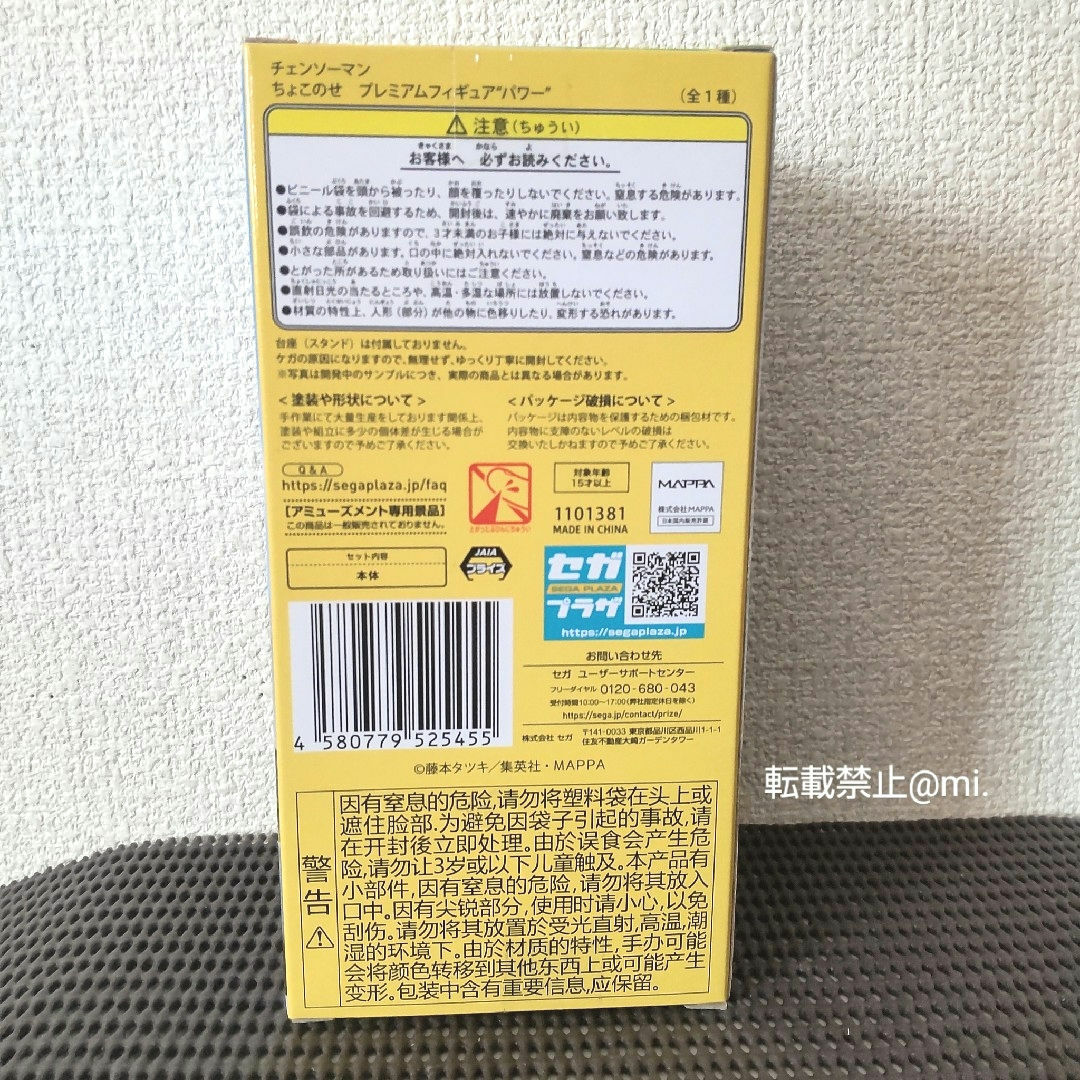 チェンソーマン
ちょこのせ プレミアムフィギュア“パワー”
(全1種)
⚠ 注意(ちゅうい)
お客様へ 必ずお読みください。
●ビニール袋を頭から被ったり、顔を覆ったりしないでください。窒息する危険があります。
●袋による事故を回避するため、開封後は、速やかに廃棄をお願い致します。
●誤飲の危険がありますので、3才未満のお子様には絶対に与えないでください。
●小さな部品があります。口の中に絶対入れないでください。窒息などの危険があります。
●とがった所があるため取り扱いにはご注意ください。
●直射日光の当たるところや、高温・多湿な場所には放置しないでください。
●材質の特性上、人形(部分)が他の物に色移りしたり、変形する恐れがあります。
台座(スタンド)は付属しておりません。
ケガの原因になりますので、無理せず、ゆっくり丁寧に開封してください。
※写真は開発中のサンプルにつき、実際の商品とは異なる場合があります。
<塗装や形状について>
手作業にて大量生産をしております関係上、
塗装や組立に多少の個体差が生じる場合が
ございますので予めご了承ください。
<パッケージ破損について>
パッケージは内容物を保護するための梱包材です。
内容物に支障のないレベルの破損は
交換いたしかねますので予めご了承ください。
Q&A
https://segaplaza.jp/faq
[アミューズメント専用景品]
この商品は一般販売されておりません。
とがったぶひんにちゅうい
対象年齢
15才以上
1101381
MADE IN CHINA
MAPPA
株式会社MAPPA
日本国内販売許諾
セット内容
本体
JAIA
プライズ
セガ
SEGA PLAZA
プラザ
https://segaplaza.jp
お問い合わせ先
セガ ユーザーサポートセンター
フリーダイヤル 0120-680-043
受付時間10:00〜17:00(弊社指定休日を除く)
https://sega.jp/contact/prize/
株式会社 セガ 〒141-0033 東京都品川区西品川1-1-1
住友不動産大崎ガーデンタワー
4 580779 525455
©藤本タツキ/集英社・MAPPA
警告⚠
因有窒息的危险,请勿将塑料袋在头上或
遮住脸部.为避免因袋子引起的事故,请
在开封後立即处理。由於误食会产生危
险,请勿让3岁或以下儿童触及。本产品有
小部件,因有窒息的危险,请勿将其放入
口中。因有尖锐部分,使用时请小心,以免
刮伤。请勿将其放置於受光直射,高温,潮
湿的环境下。由於材质的特性,手办可能
会将颜色转移到其他东西上或可能产生
变形。包装中含有重要信息,应保留。
転載禁止@mi.